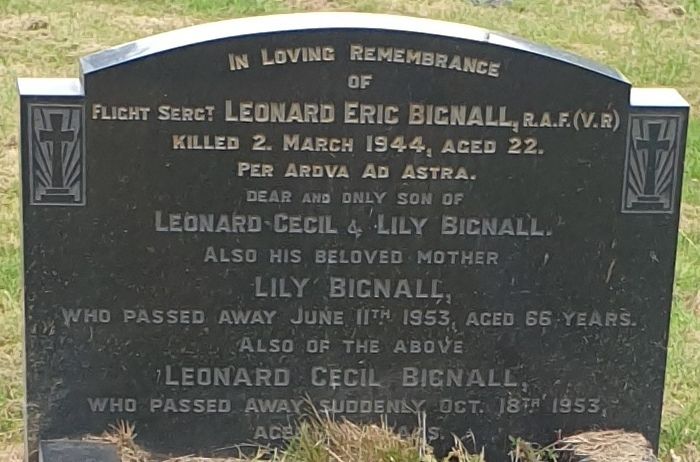 In Loving Remembrance
of
Flight Sergt Leonard Eric Bignall, R.A.F. (V.R)
killed 2. March 1944, aged 22.
Per Ardva Ad Astra.
dear and only son of
Leonard Cecil & Lily Bignall.
Also his beloved mother
Lily Bignall,
who passed away June 11th 1953, aged 66 years.
Also of the above
Leonard Cecil Bignall,
who passed away suddenly Oct. 18th 1953,